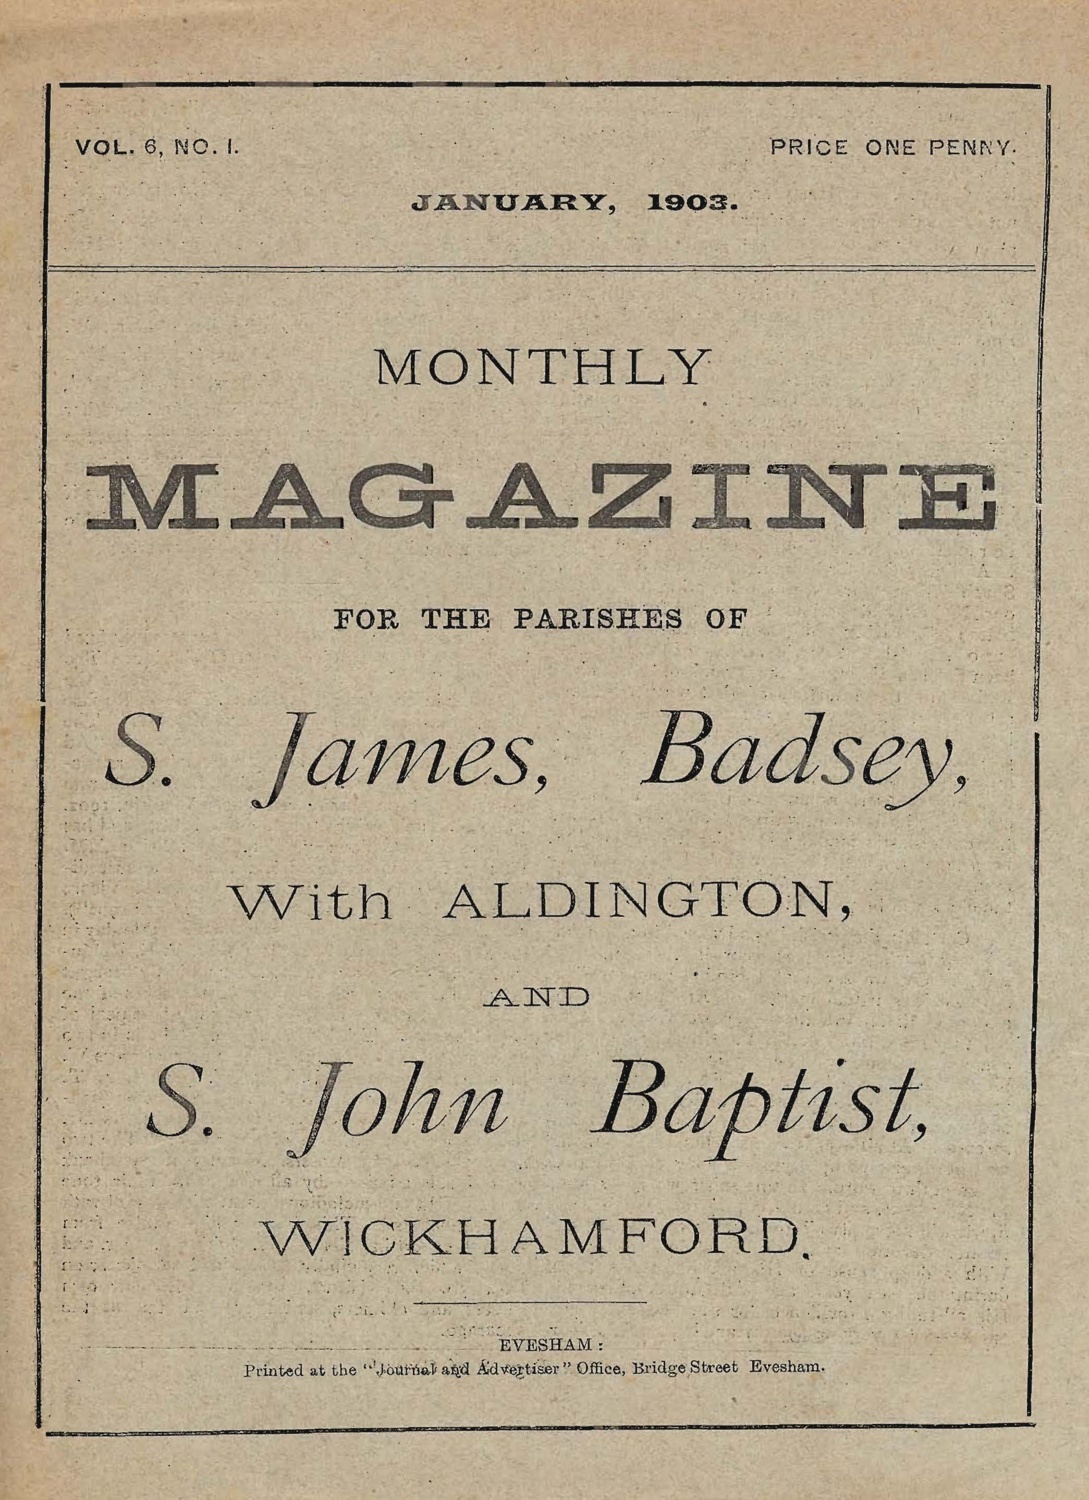 VOL. 6, NO. I.
PRICE ONE PENNY.
JANUARY, 1903.
MONTHLY
MAGAZINE
FOR THE PARISHES OF
S. James, Badsey,
With ALDINGTON,
AND
S. John Baptist,
WICKHAMFORD.
EVESHAM:
Printed at the "Journal and Advertiser" Office, Bridge Street Evesham.